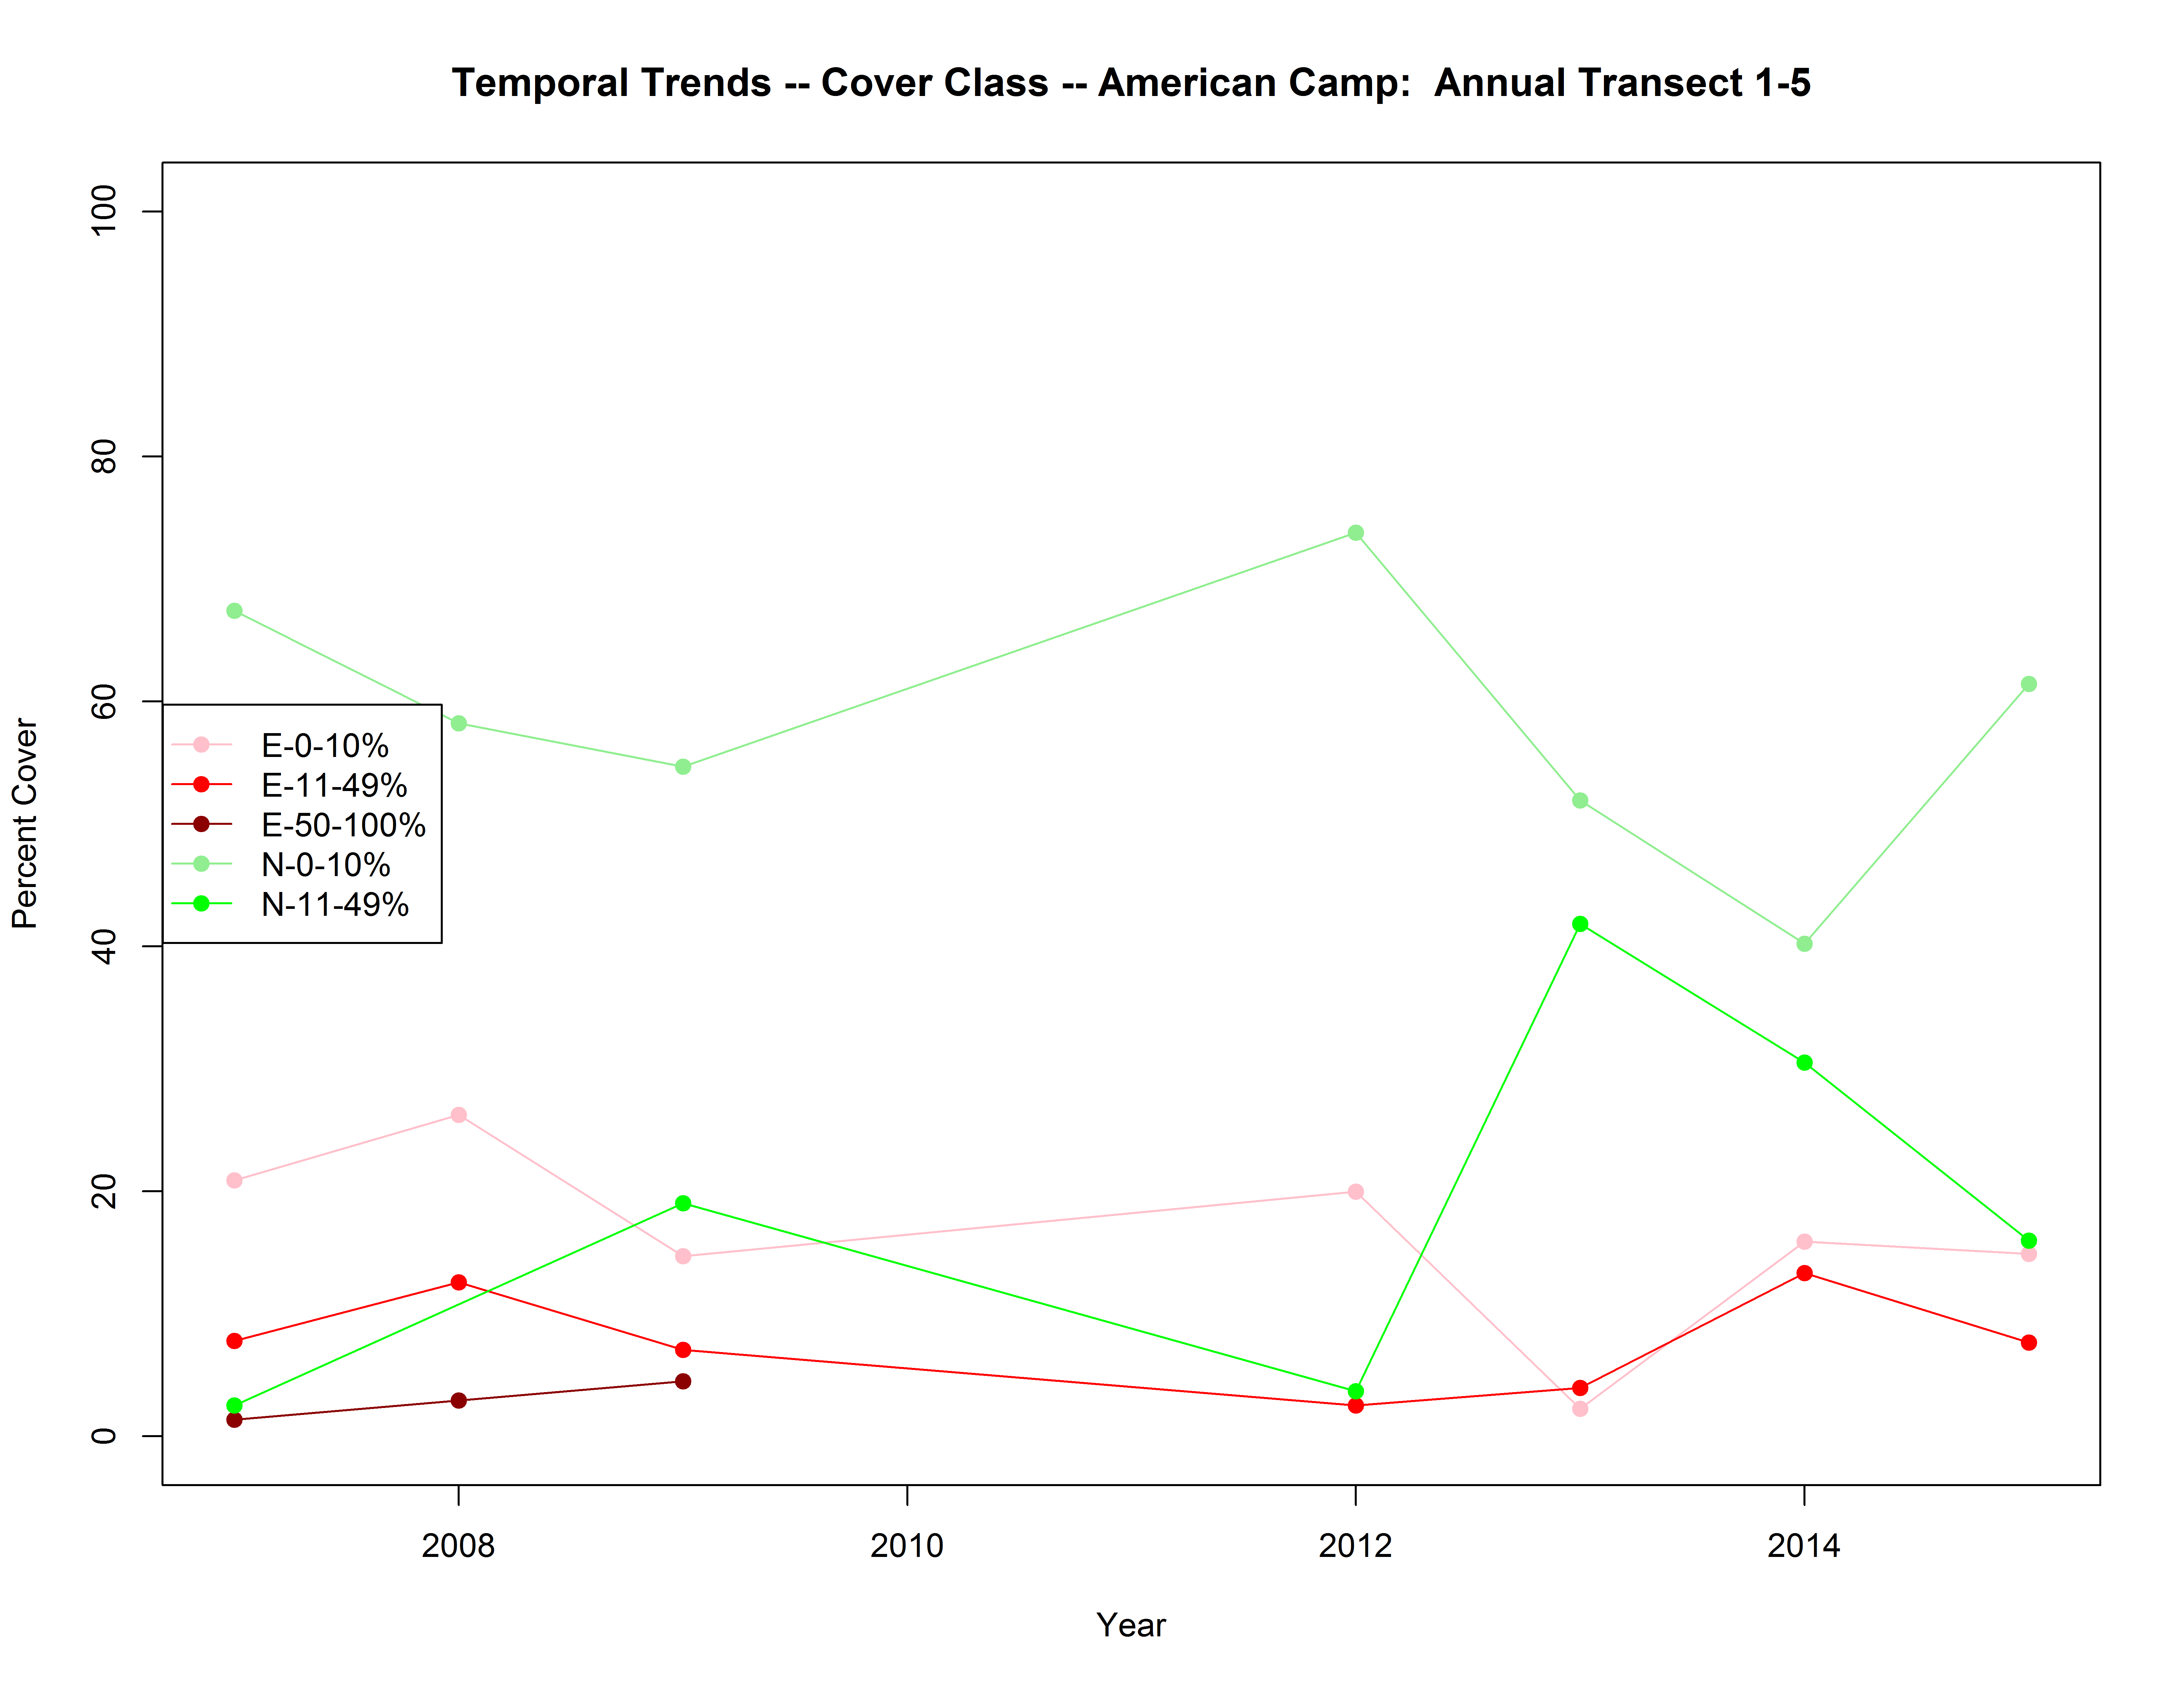 Temporal Trends -- Cover Class -- American Camp:  Annual Transect 1-5
Percent Cover
100
80
60
40
20
0
E-0-10%
E-11-49%
E-50-100%
N-0-10%
N-11-49%
2008 2010 2012 2014
Year